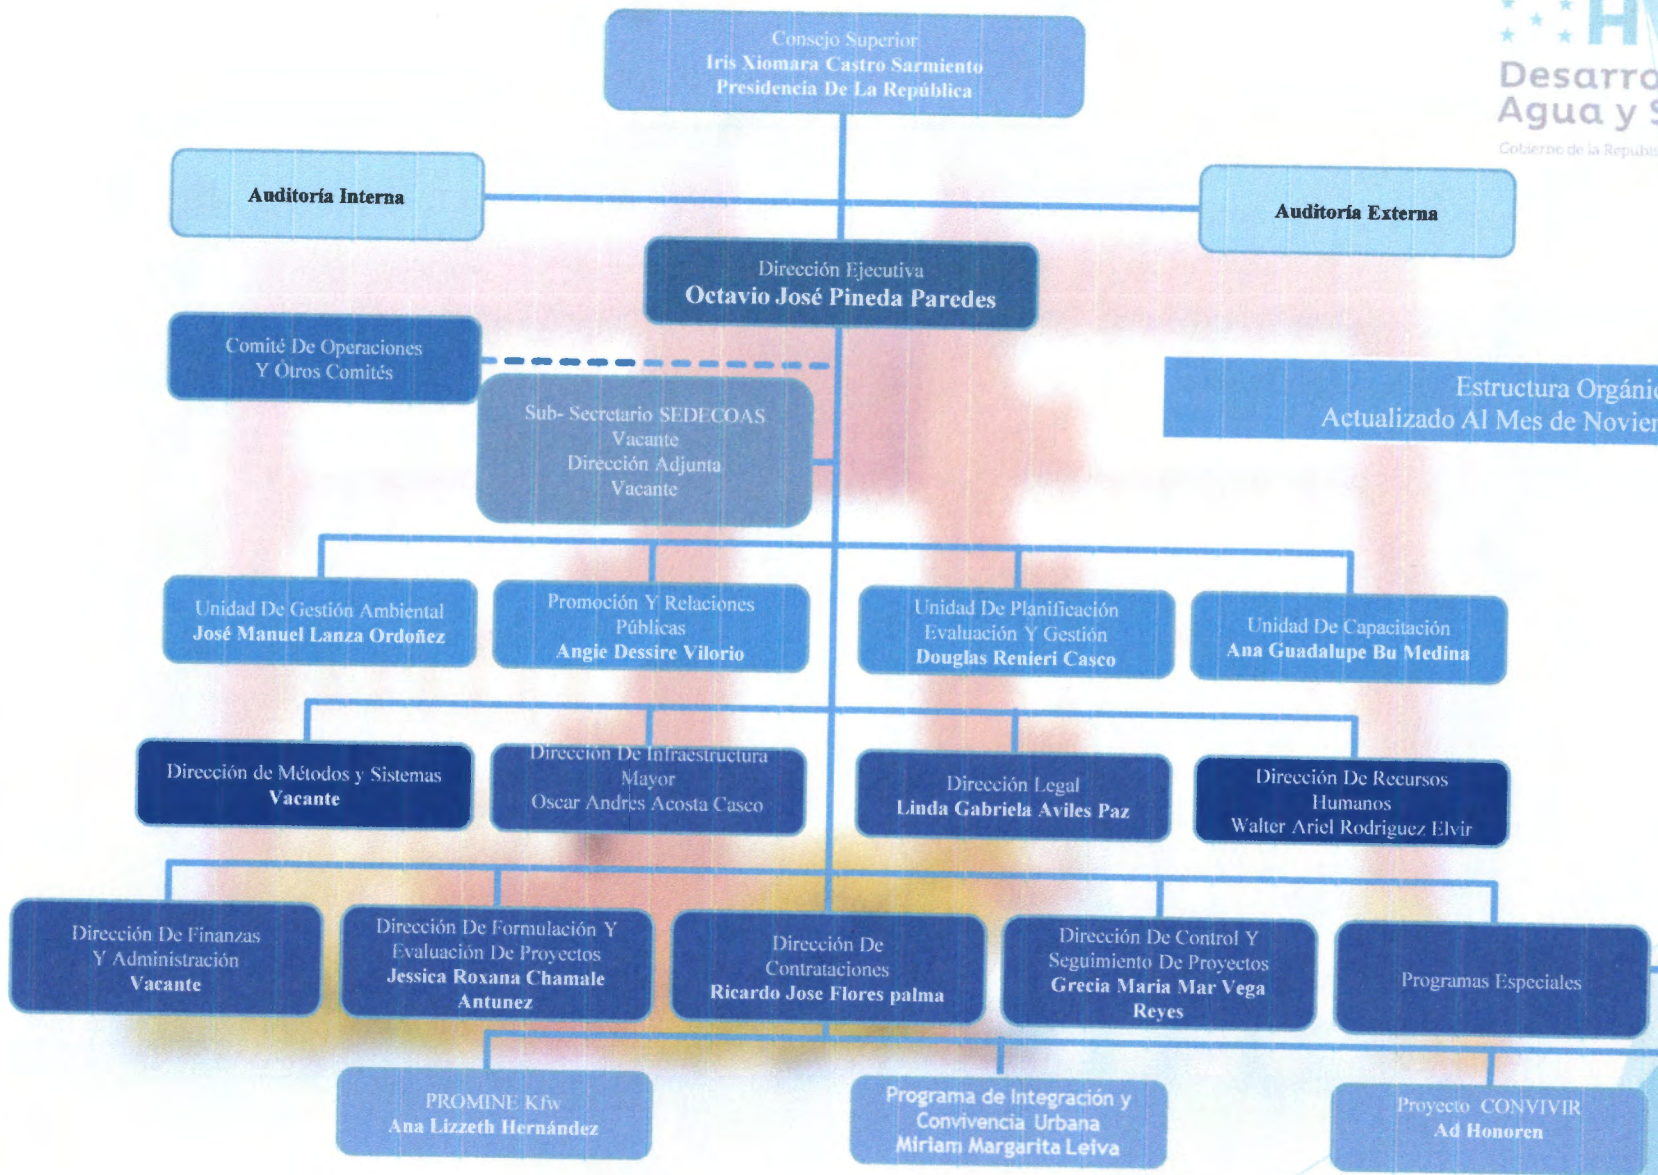 Consejo Superior
Iris Xiomara Castro Sarmiento
Presidencia De La República
Desarro
Agua y S
Gobierno de la Repúbli
Auditoría Interna
Auditoría Externa
Dirección Ejecutiva
Octavio José Pineda Paredes
Comité De Operaciones
Y Otros Comités
Estructura Orgánic
Actualizado Al Mes de Noviem
Sub- Secretario SEDECOAS
Vacante
Dirección Adjunta
Vacante
Unidad De Gestión Ambiental
José Manuel Lanza Ordoñez
Promoción Y Relaciones
Públicas
Angie Dessire Vilorio
Unidad De Planificación
Evaluación Y Gestión
Douglas Renieri Casco
Unidad De Capacitación
Ana Guadalupe Bu Medina
Dirección de Métodos y Sistemas
Vacante
Dirección De Infraestructura
Mayor
Oscar Andres Acosta Casco
Dirección Legal
Linda Gabriela Aviles Paz
Dirección De Recursos
Humanos
Walter Ariel Rodriguez Elvir
Dirección De Finanzas
Y Administración
Vacante
Dirección De Formulación Y
Evaluación De Proyectos
Jessica Roxana Chamale
Antunez
Dirección De
Contrataciones
Ricardo Jose Flores palma
Dirección De Control Y
Seguimiento De Proyectos
Grecia Maria Mar Vega
Reyes
Programas Especiales
PROMINE Kfw
Ana Lizzeth Hernández
Programa de Integración y
Convivencia Urbana
Miriam Margarita Leiva
Proyecto CONVIVIR
Ad Honoren